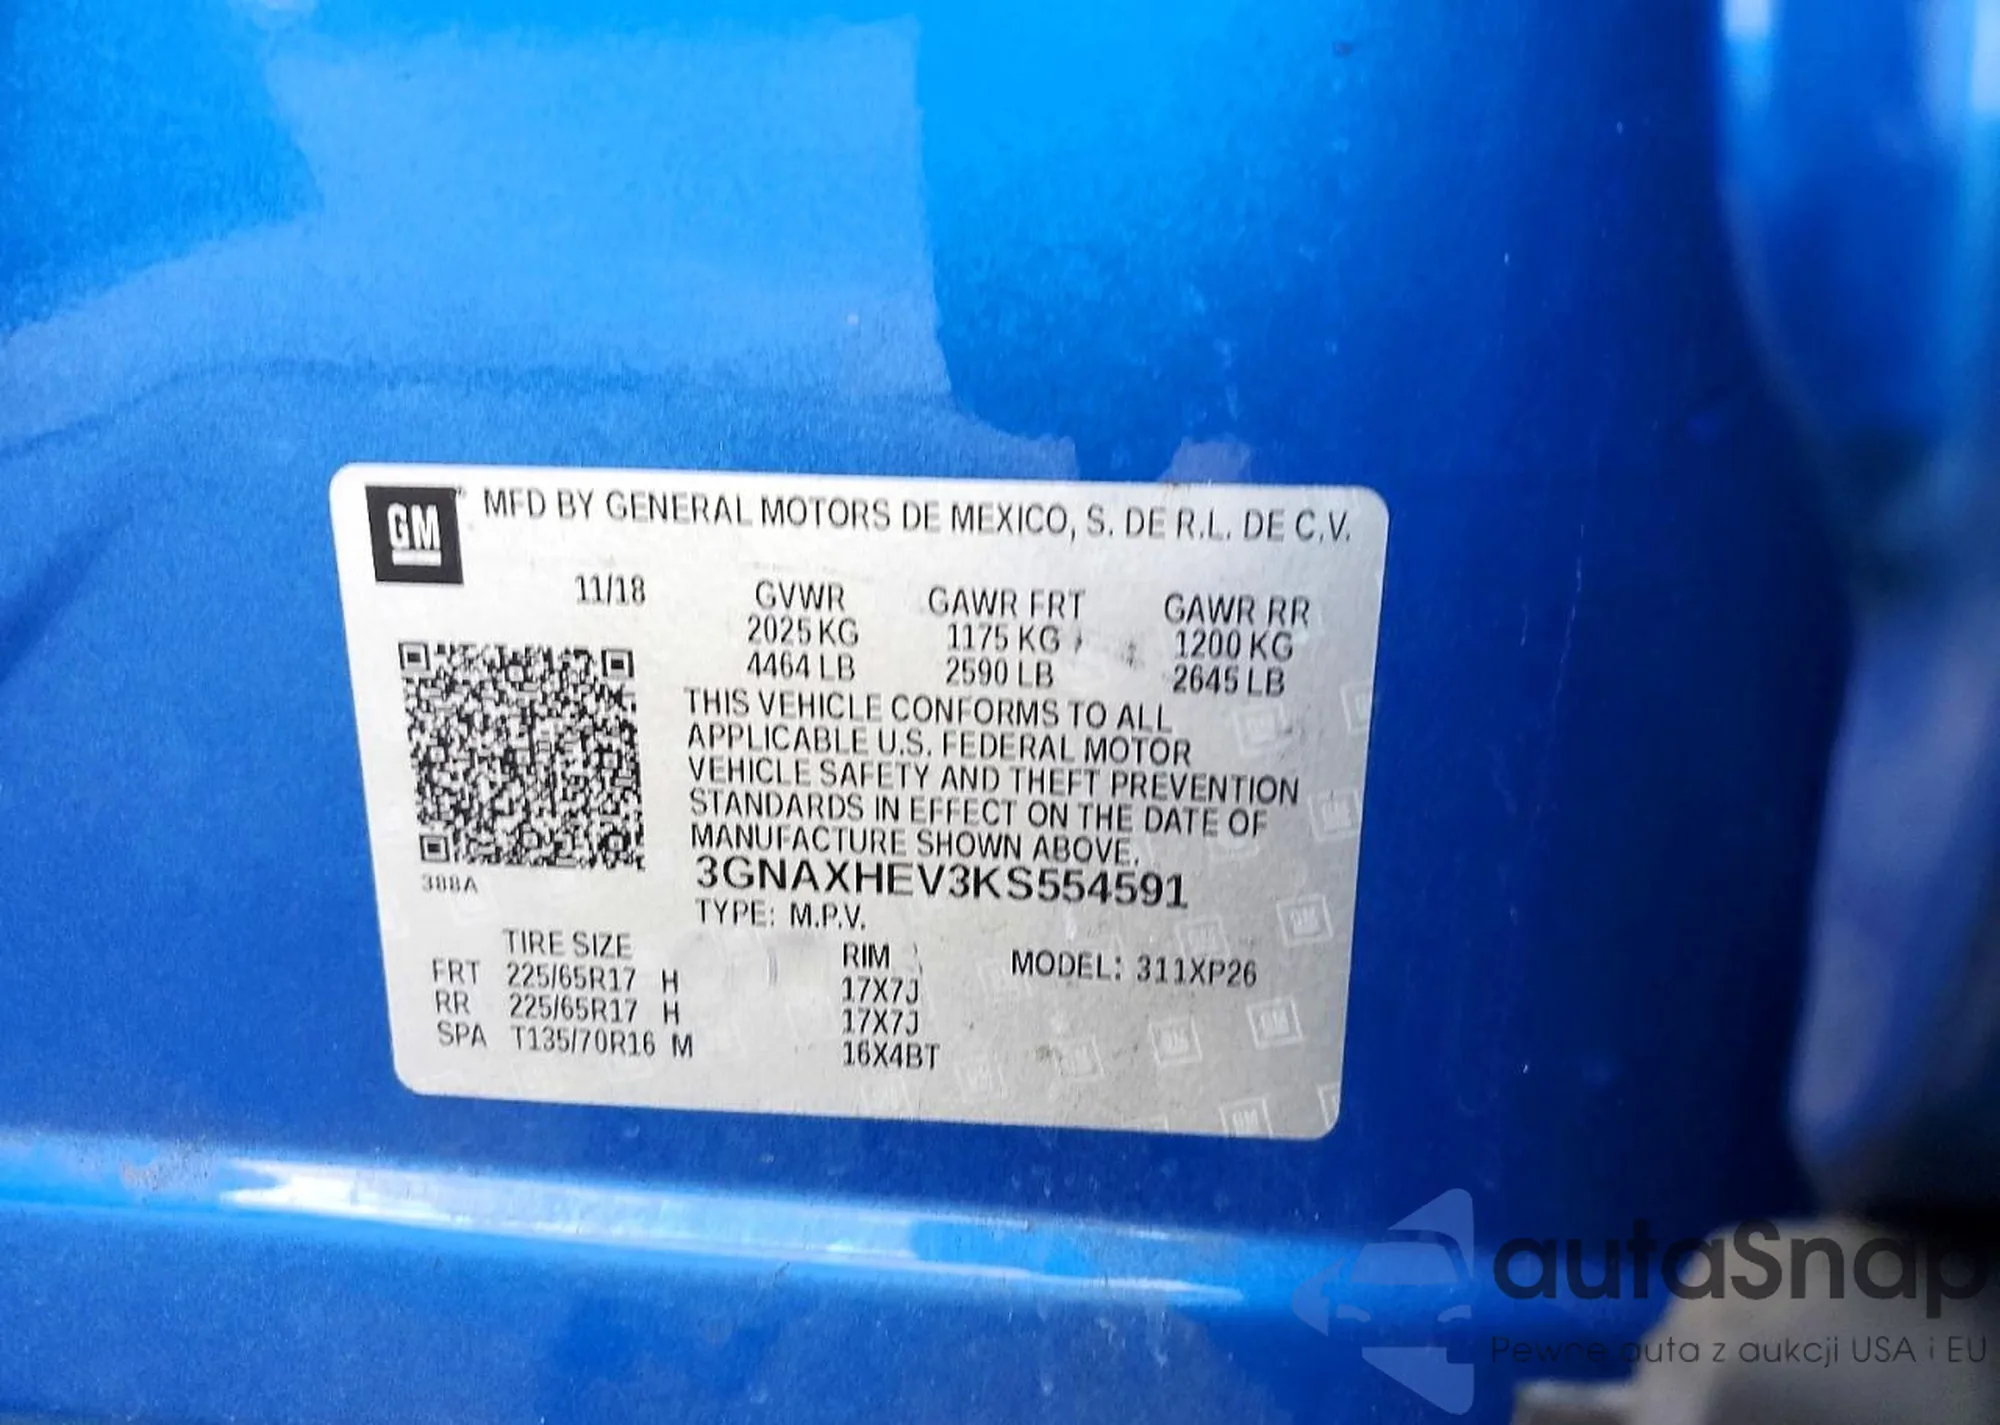 GM
MFD BY GENERAL MOTORS DE MEXICO, S. DE R.L. DE C.V.
11/18 GVWR GAWR FRT GAWR RR
2025 KG 1175 KG 1200 KG
4464 LB 2590 LB 2645 LB
THIS VEHICLE CONFORMS TO ALL
APPLICABLE U.S. FEDERAL MOTOR
VEHICLE SAFETY AND THEFT PREVENTION
STANDARDS IN EFFECT ON THE DATE OF
MANUFACTURE SHOWN ABOVE.
388A
3GNAXHEV3KS554591
TYPE: M.P.V.
TIRE SIZE RIM MODEL: 311XP26
FRT 225/65R17 H 17X7J
RR 225/65R17 H 17X7J
SPA T135/70R16 M 16X4BT
autaSnap
Pewne auta z aukcji USA i EU